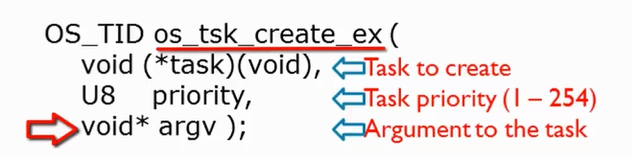 OS_TID os_tsk_create_ex (
void (*task)(void), Task to create
U8 priority, Task priority (1 – 254)
void* argv ); Argument to the task